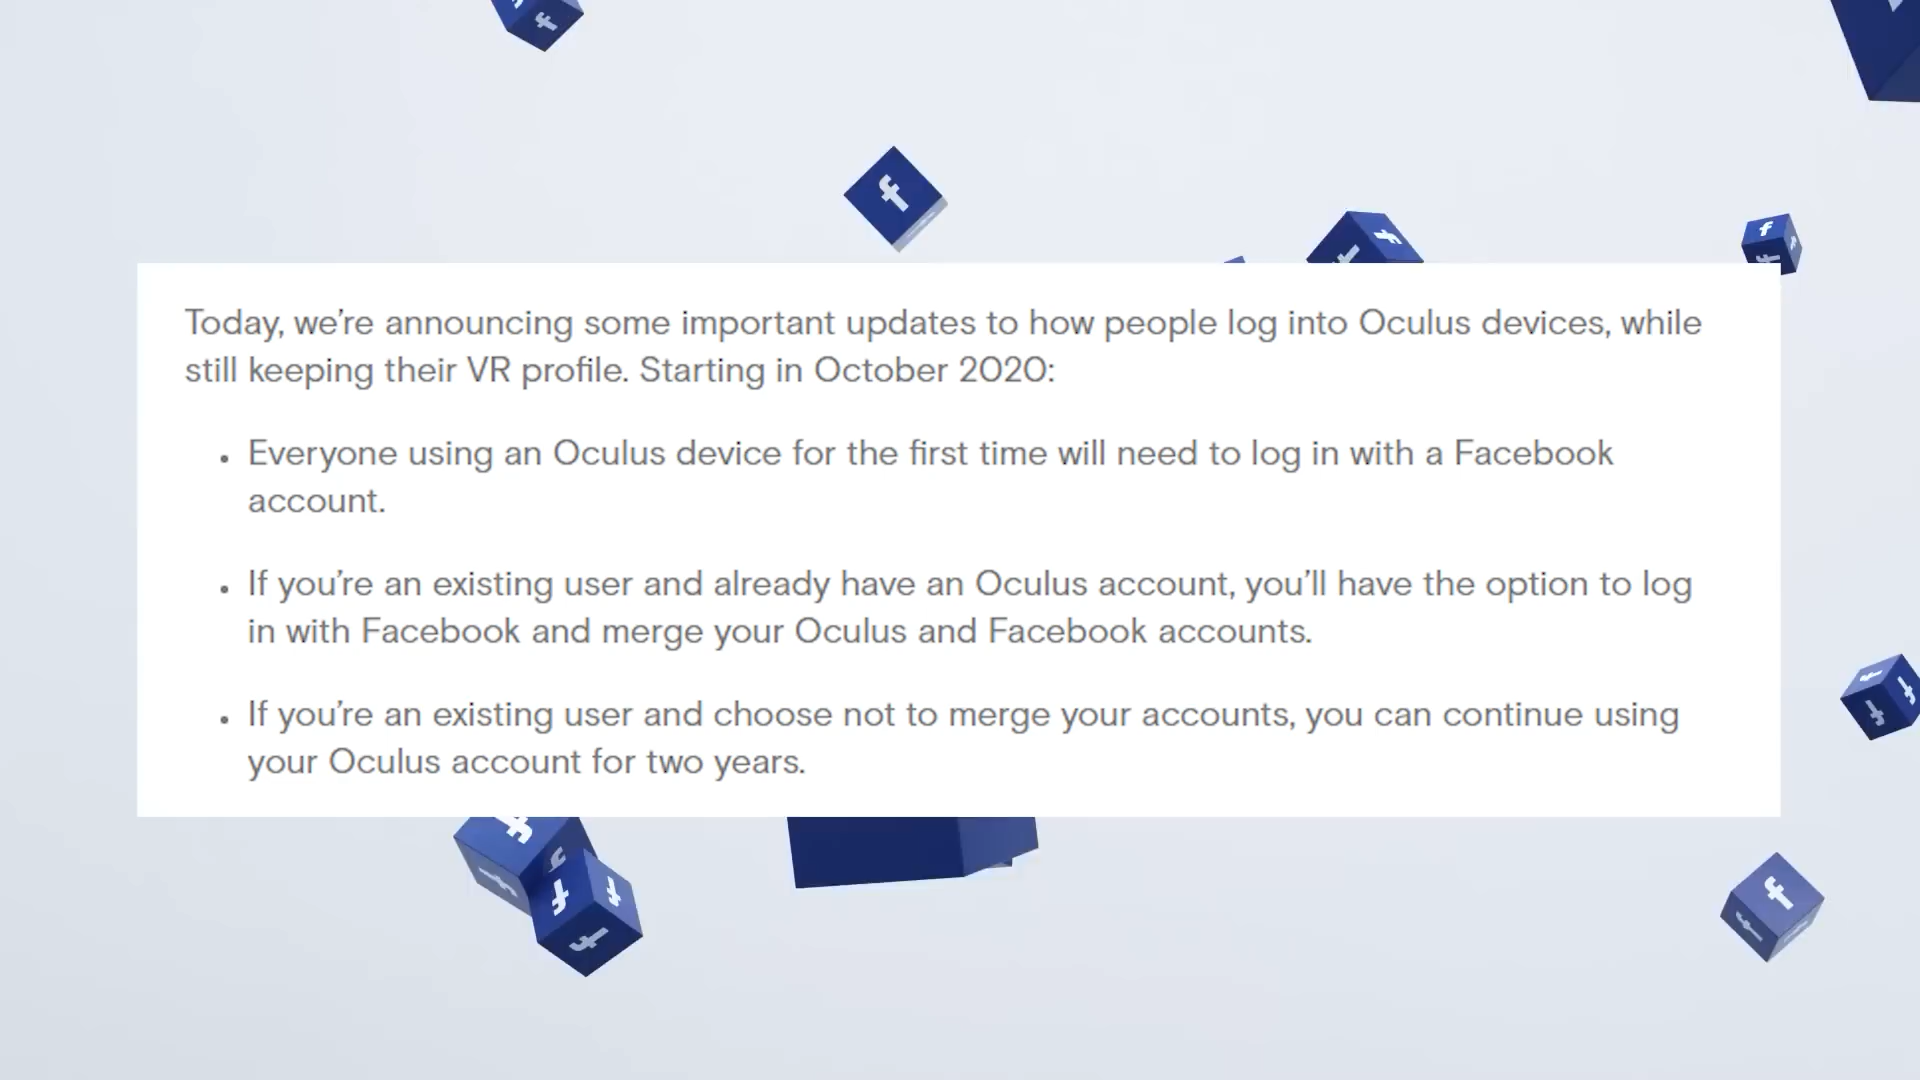 Today, we’re announcing some important updates to how people log into Oculus devices, while
still keeping their VR profile. Starting in October 2020:
• Everyone using an Oculus device for the first time will need to log in with a Facebook
account.
• If you’re an existing user and already have an Oculus account, you’ll have the option to log
in with Facebook and merge your Oculus and Facebook accounts.
• If you’re an existing user and choose not to merge your accounts, you can continue using
your Oculus account for two years.